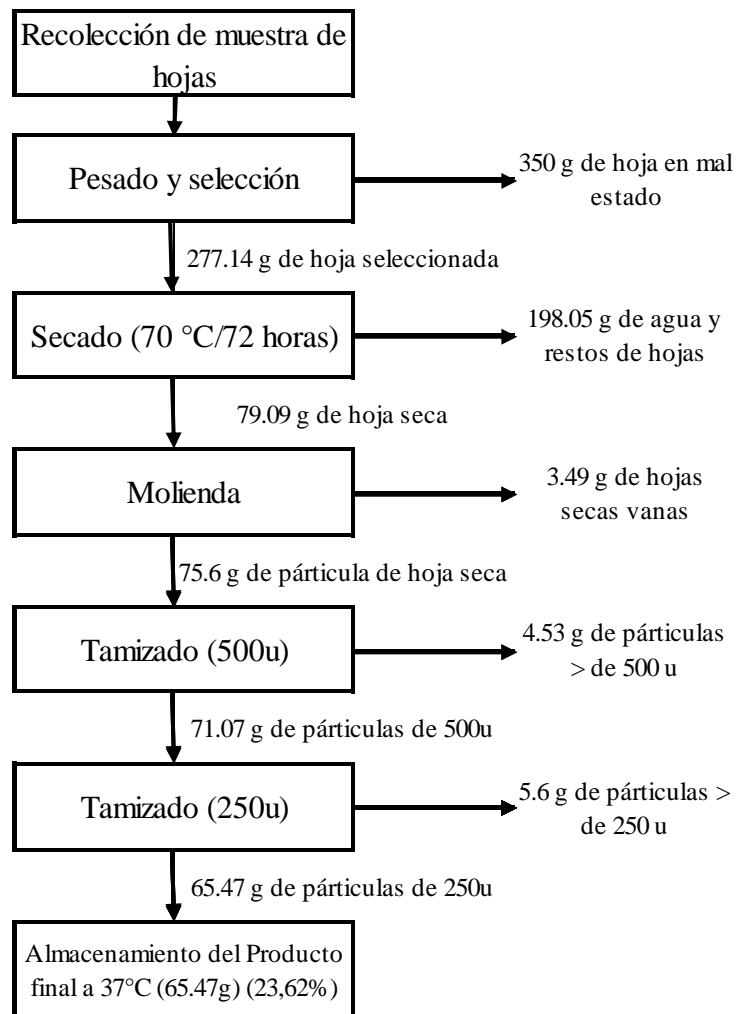 Recolección de muestra de
hojas
Pesado y selección
350 g de hoja en mal
estado
277.14 g de hoja seleccionada
Secado (70 °C/72 horas)
198.05 g de agua y
restos de hojas
79.09 g de hoja seca
Molienda
3.49 g de hojas
secas vanas
75.6 g de párticula de hoja seca
Tamizado (500u)
4.53 g de párticulas
> de 500 u
71.07 g de párticulas de 500u
Tamizado (250u)
5.6 g de párticulas >
de 250 u
65.47 g de párticulas de 250u
Almacenamiento del Producto
final a 37°C (65.47g) (23,62%)